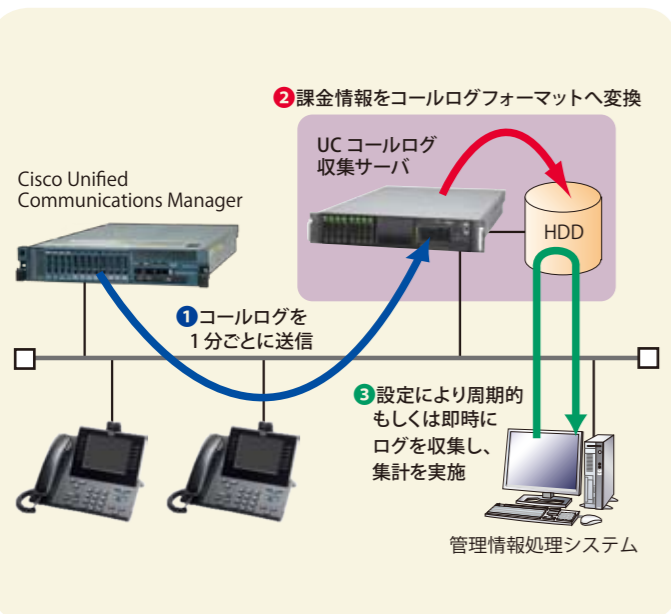 ❷課金情報をコールログフォーマットへ変換
UC コールログ
収集サーバ
Cisco Unified
Communications Manager
HDD
❶コールログを
1 分ごとに送信
❸設定により周期的
もしくは即時に
ログを収集し、
集計を実施
管理情報処理システム